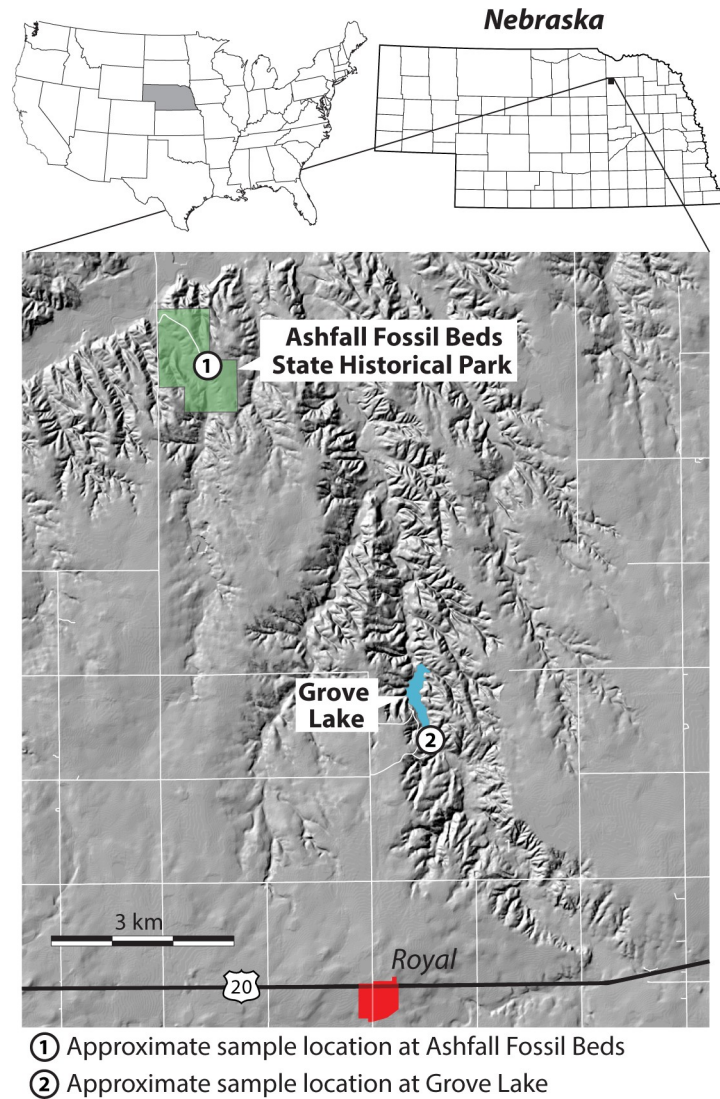 Nebraska
Ashfall Fossil Beds
State Historical Park
1
Grove
Lake
2
3 km
Royal
20
1 Approximate sample location at Ashfall Fossil Beds
2 Approximate sample location at Grove Lake